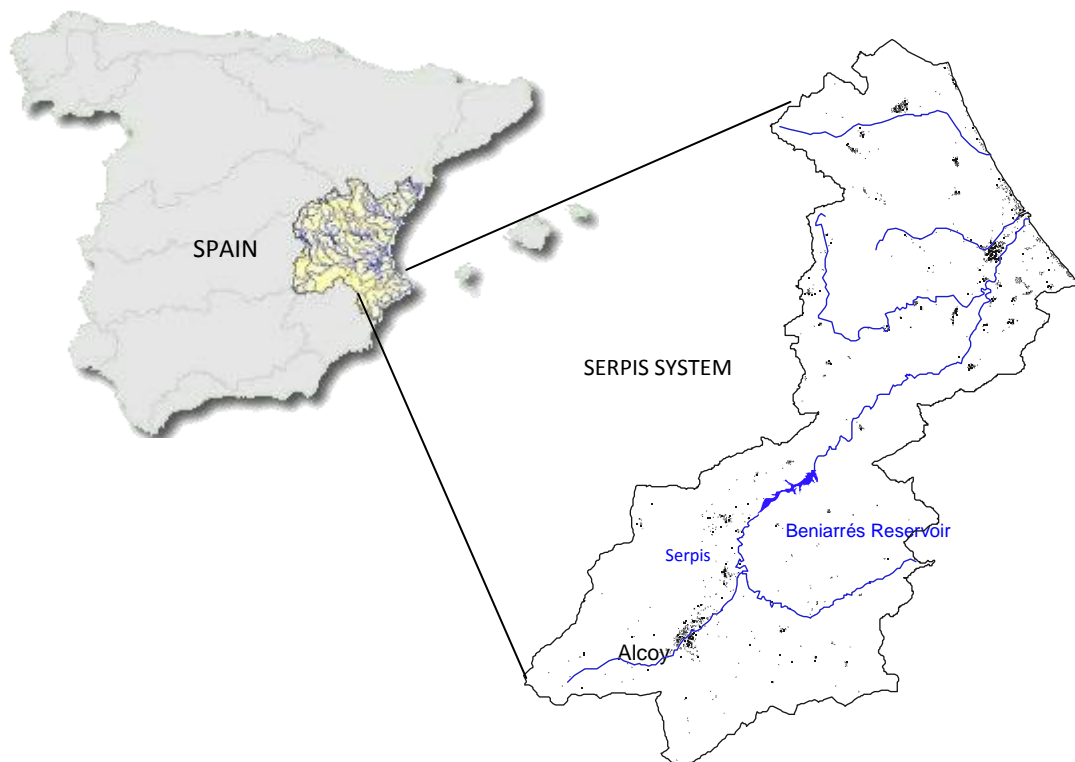 SPAIN
SERPIS SYSTEM
Beniarrés Reservoir
Serpis
Alcoy